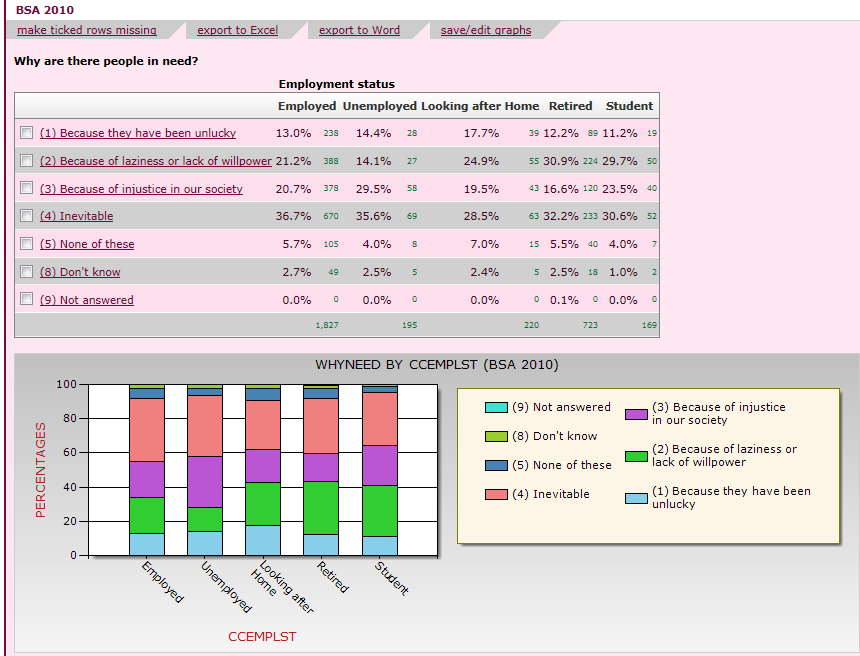 BSA 2010
make ticked rows missing export to Excel export to Word save/edit graphs
Why are there people in need?
Employment status
Employed Unemployed Looking after Home Retired Student
(1) Because they have been unlucky 13.0% 238 14.4% 28 17.7% 39 12.2% 89 11.2% 19
(2) Because of laziness or lack of willpower 21.2% 388 14.1% 27 24.9% 55 30.9% 224 29.7% 50
(3) Because of injustice in our society 20.7% 378 29.5% 58 19.5% 43 16.6% 120 23.5% 40
(4) Inevitable 36.7% 670 35.6% 69 28.5% 63 32.2% 233 30.6% 52
(5) None of these 5.7% 105 4.0% 8 7.0% 15 5.5% 40 4.0% 7
(8) Don't know 2.7% 49 2.5% 5 2.4% 5 2.5% 18 1.0% 2
(9) Not answered 0.0% 0 0.0% 0 0.0% 0 0.1% 0 0.0% 0
1,827 195 220 723 169
WHYNEED BY CCEMPLST (BSA 2010)
PERCENTAGES
100
80
60
40
20
0
Employed
Unemployed
Looking after
Home
Retired
Student
CCEMPLST
(9) Not answered
(8) Don't know
(5) None of these
(4) Inevitable
(3) Because of injustice
in our society
(2) Because of laziness or
lack of willpower
(1) Because they have been
unlucky